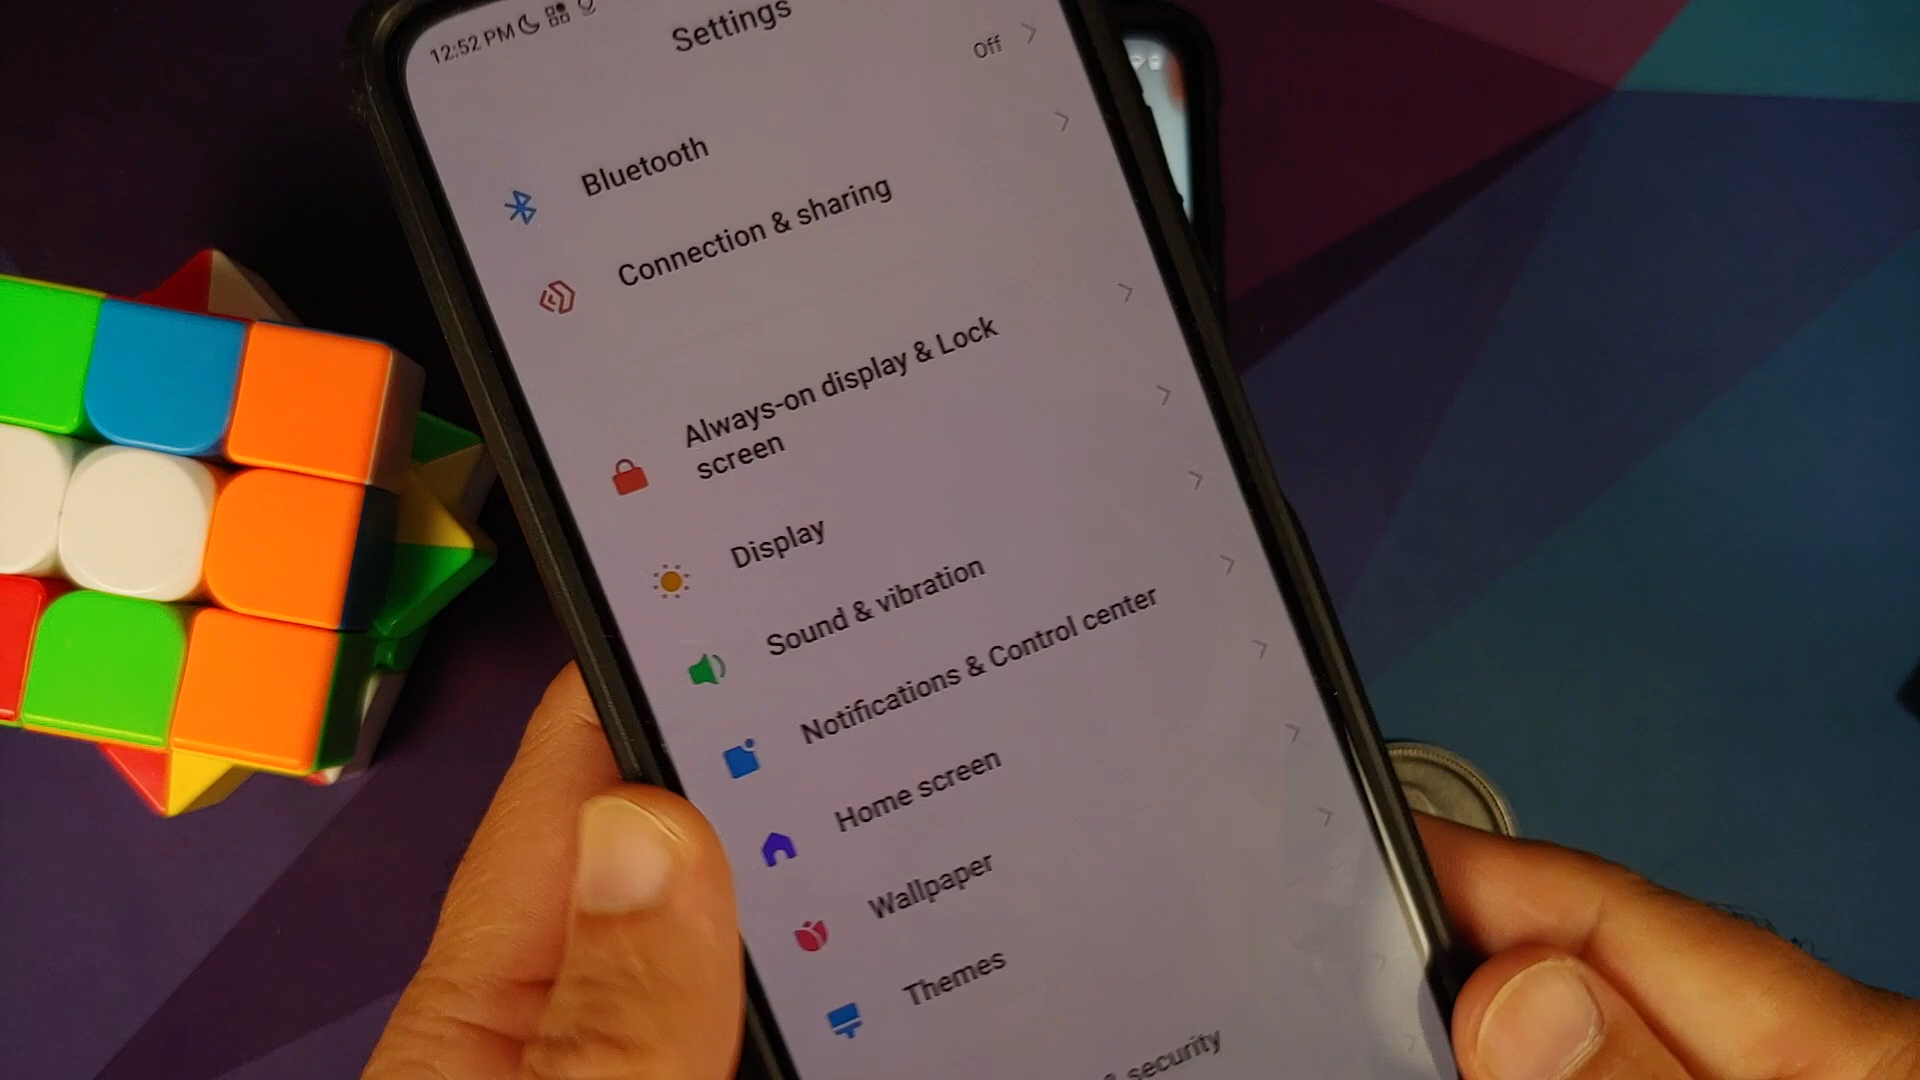 12:52 PM
Settings
Bluetooth
Off
Connection & sharing
Always-on display & Lock
screen
Display
Sound & vibration
Notifications & Control center
Home screen
Wallpaper
Themes
& security